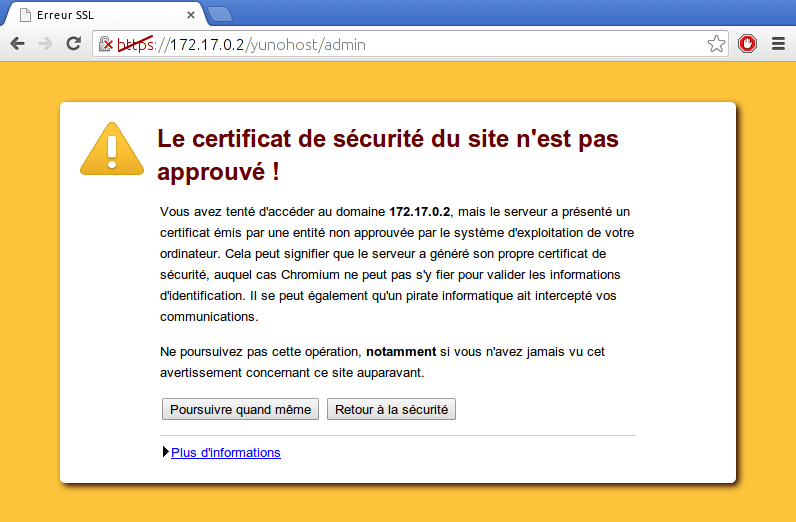 Erreur SSL
https://172.17.0.2/yunohost/admin
Le certificat de sécurité du site n'est pas
approuvé !
Vous avez tenté d'accéder au domaine 172.17.0.2, mais le serveur a présenté un
certificat émis par une entité non approuvée par le système d'exploitation de votre
ordinateur. Cela peut signifier que le serveur a généré son propre certificat de
sécurité, auquel cas Chromium ne peut pas s'y fier pour valider les informations
d'identification. Il se peut également qu'un pirate informatique ait intercepté vos
communications.
Ne poursuivez pas cette opération, notamment si vous n'avez jamais vu cet
avertissement concernant ce site auparavant.
Poursuivre quand même Retour à la sécurité
Plus d'informations